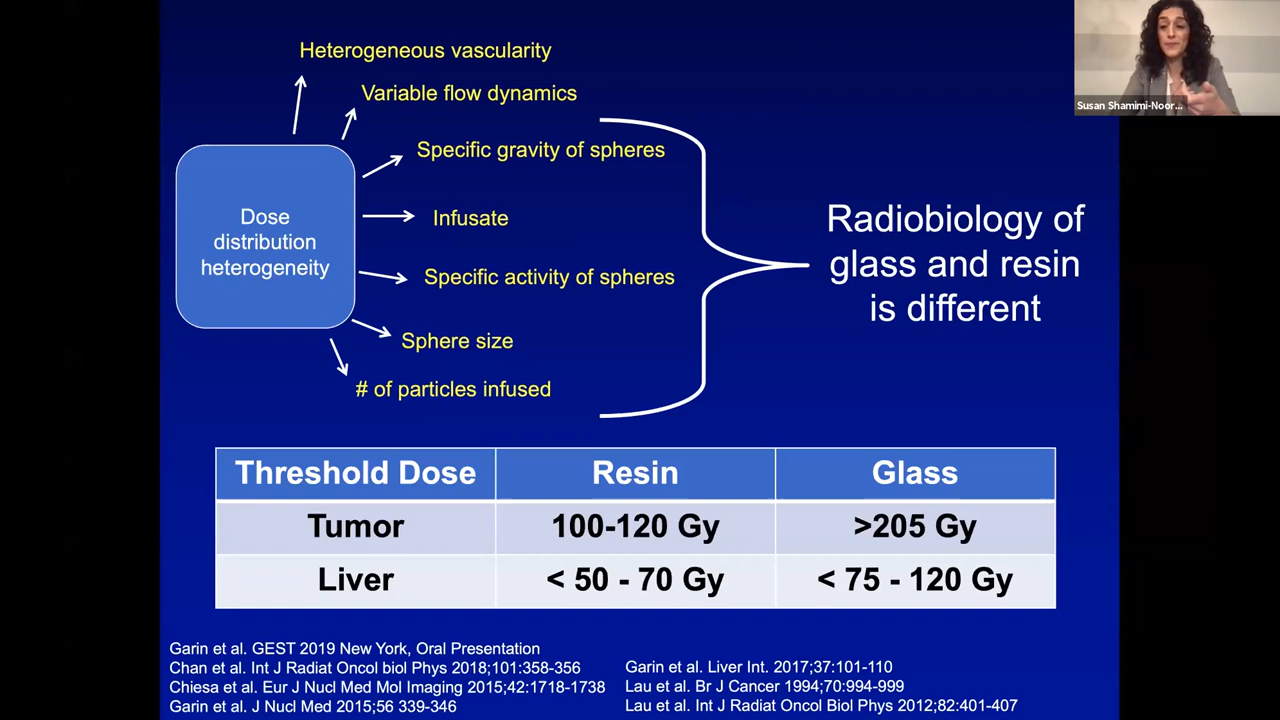 Heterogeneous vascularity
Variable flow dynamics
Specific gravity of spheres
Infusate
Specific activity of spheres
Sphere size
# of particles infused
Dose
distribution
heterogeneity
Radiobiology of
glass and resin
is different
Susan Shamimi-Noor...
Threshold Dose Resin Glass
Tumor 100-120 Gy >205 Gy
Liver < 50 - 70 Gy < 75 - 120 Gy
Garin et al. GEST 2019 New York, Oral Presentation
Chan et al. Int J Radiat Oncol biol Phys 2018;101:358-356
Chiesa et al. Eur J Nucl Med Mol Imaging 2015;42:1718-1738
Garin et al. J Nucl Med 2015;56 339-346
Garin et al. Liver Int. 2017;37:101-110
Lau et al. Br J Cancer 1994;70:994-999
Lau et al. Int J Radiat Oncol Biol Phys 2012;82:401-407